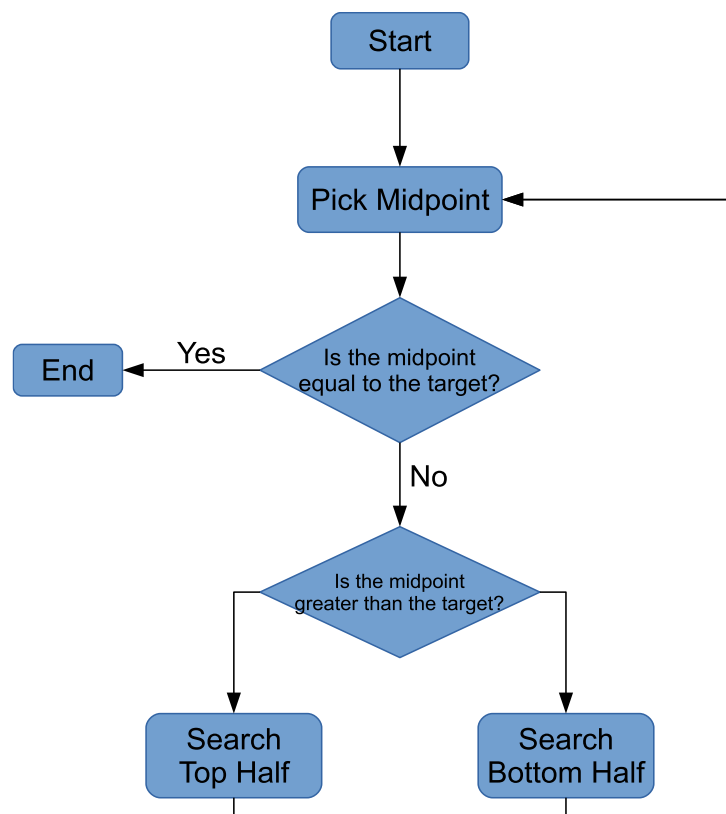 Start
Pick Midpoint
Is the midpoint
equal to the target?
Yes
End
No
Is the midpoint
greater than the target?
Search
Top Half
Search
Bottom Half